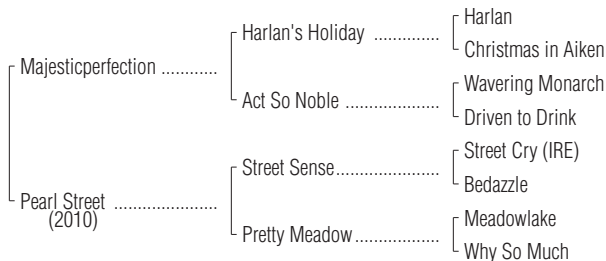 Harlan
Harlan's Holiday ...............
Christmas in Aiken
Majesticperfection ...........
Wavering Monarch
Act So Noble ..................
Driven to Drink
Street Cry (IRE)
Street Sense....................
Bedazzle
Pearl Street ....................
(2010)
Meadowlake
Pretty Meadow................
Why So Much